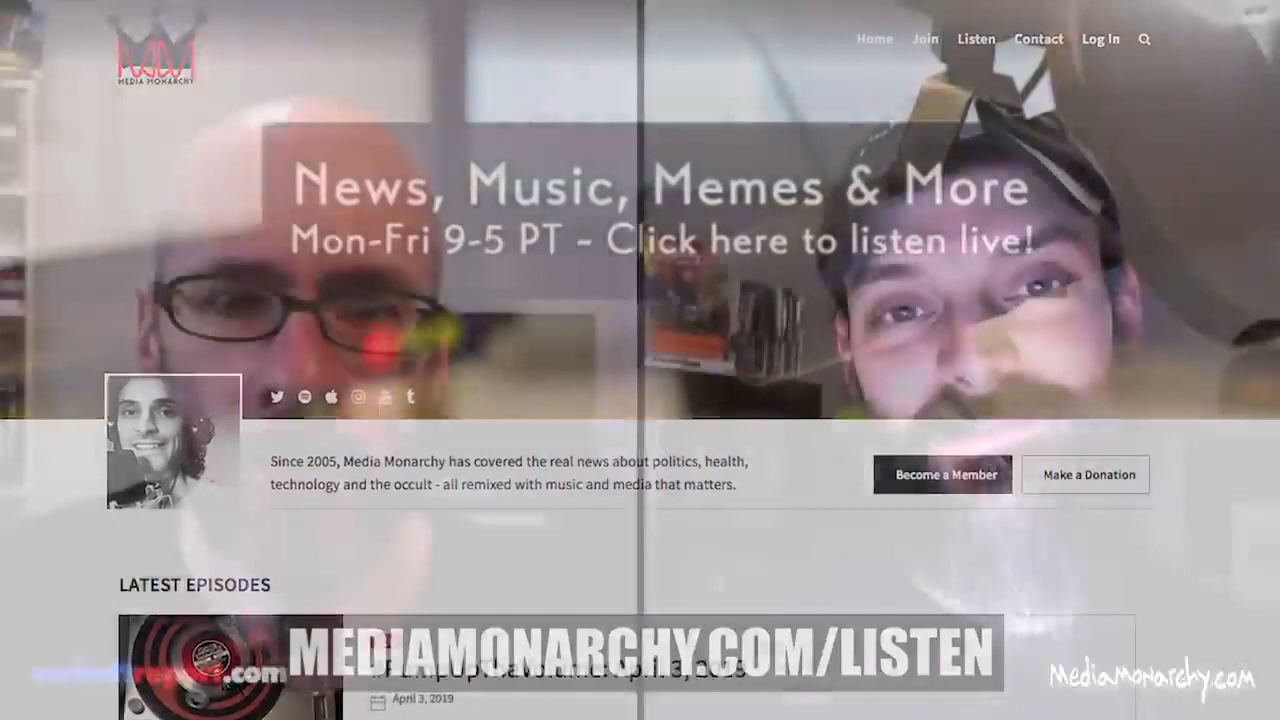 MEDIA MONARCHY
Home Join Listen Contact Log In
News, Music, Memes & More
Mon-Fri 9-5 PT - Click here to listen live!
Since 2005, Media Monarchy has covered the real news about politics, health,
technology and the occult - all remixed with music and media that matters.
Become a Member
Make a Donation
LATEST EPISODES
MEDIAMONARCHY.COM/LISTEN
.com
April 3, 2019
MediaMonarchy.com